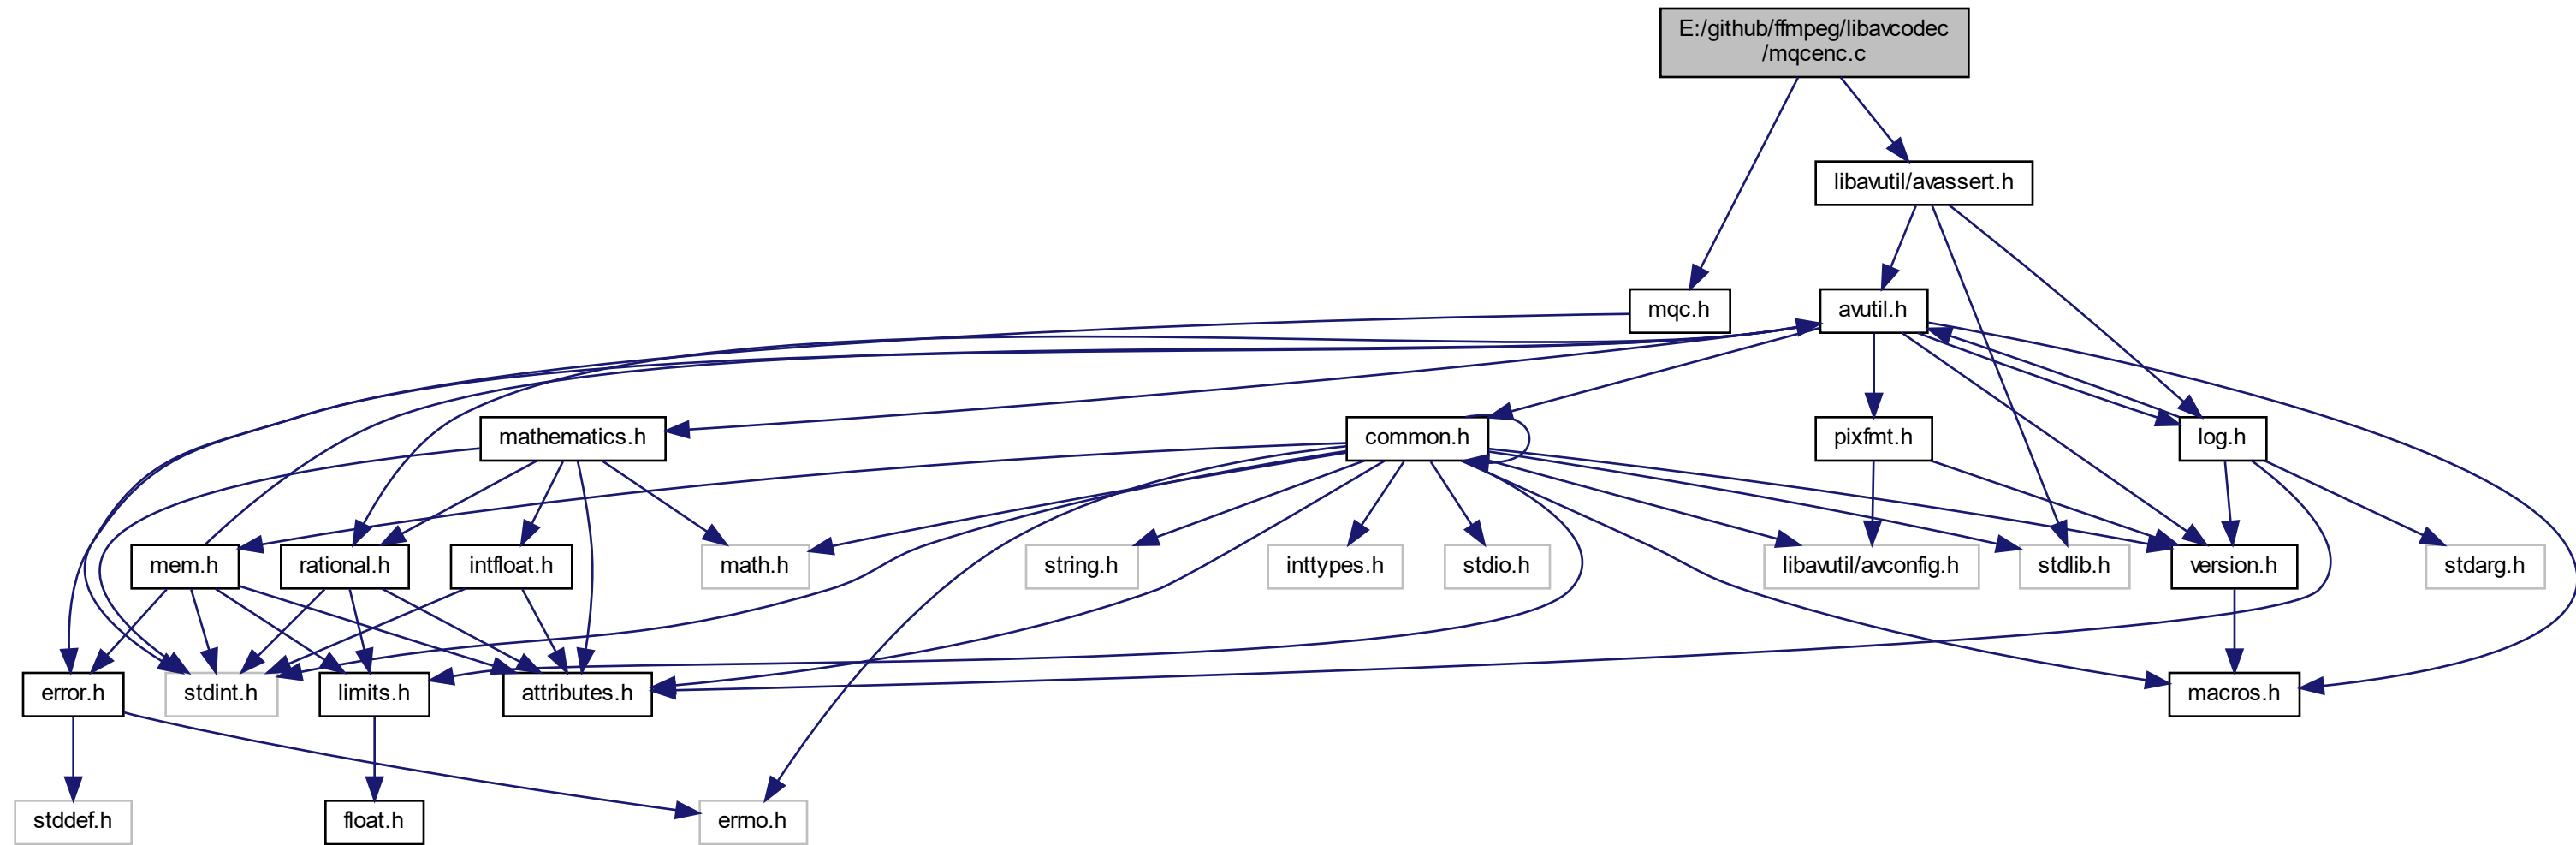 E:/github/ffmpeg/libavcodec
/mqcenc.c
libavutil/avassert.h
mqc.h
avutil.h
mathematics.h
common.h
pixfmt.h
log.h
mem.h
rational.h
intfloat.h
math.h
string.h
inttypes.h
stdio.h
libavutil/avconfig.h
stdlib.h
version.h
stdarg.h
error.h
stdint.h
limits.h
attributes.h
macros.h
stddef.h
float.h
errno.h